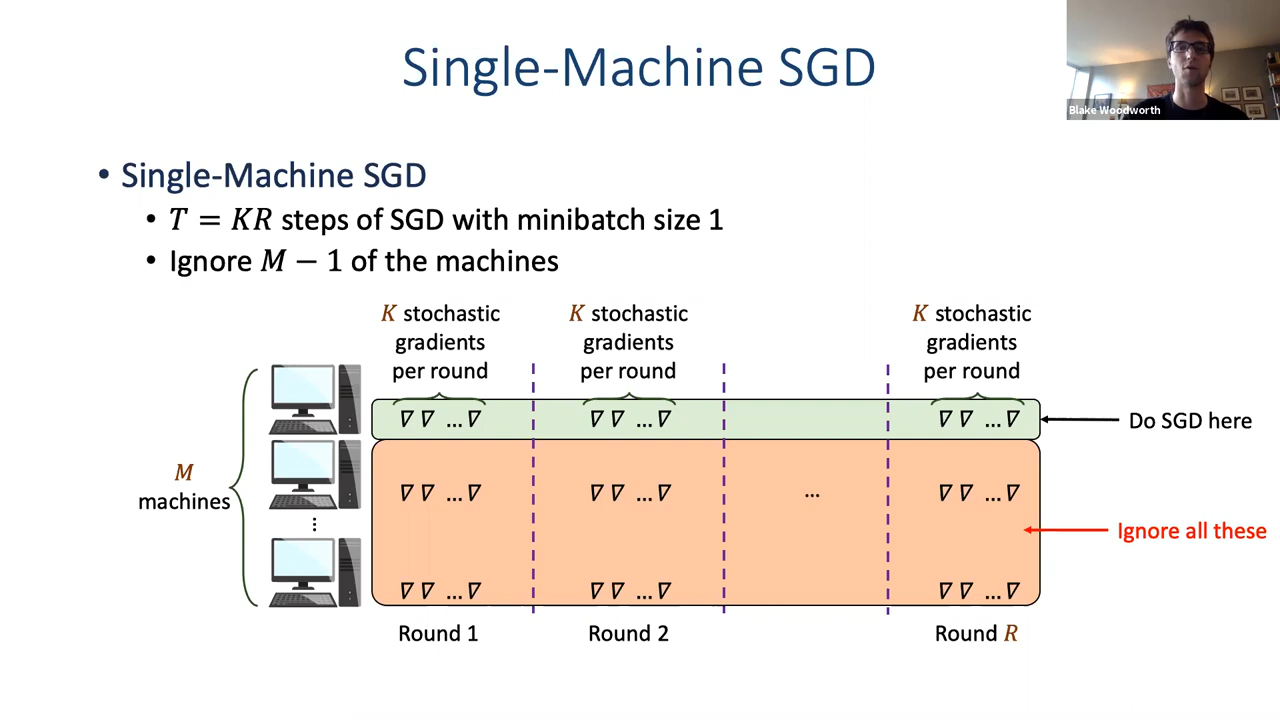 Single-Machine SGD
Blake Woodworth
• Single-Machine SGD
• T = KR steps of SGD with minibatch size 1
• Ignore M − 1 of the machines
K stochastic gradients per round
K stochastic gradients per round
K stochastic gradients per round
∇ ∇ ...∇ ∇ ∇ ...∇ ∇ ∇ ...∇
Do SGD here
M machines
∇ ∇ ...∇ ∇ ∇ ...∇ ... ∇ ∇ ...∇
⋮
Ignore all these
∇ ∇ ...∇ ∇ ∇ ...∇ ∇ ∇ ...∇
Round 1 Round 2 Round R